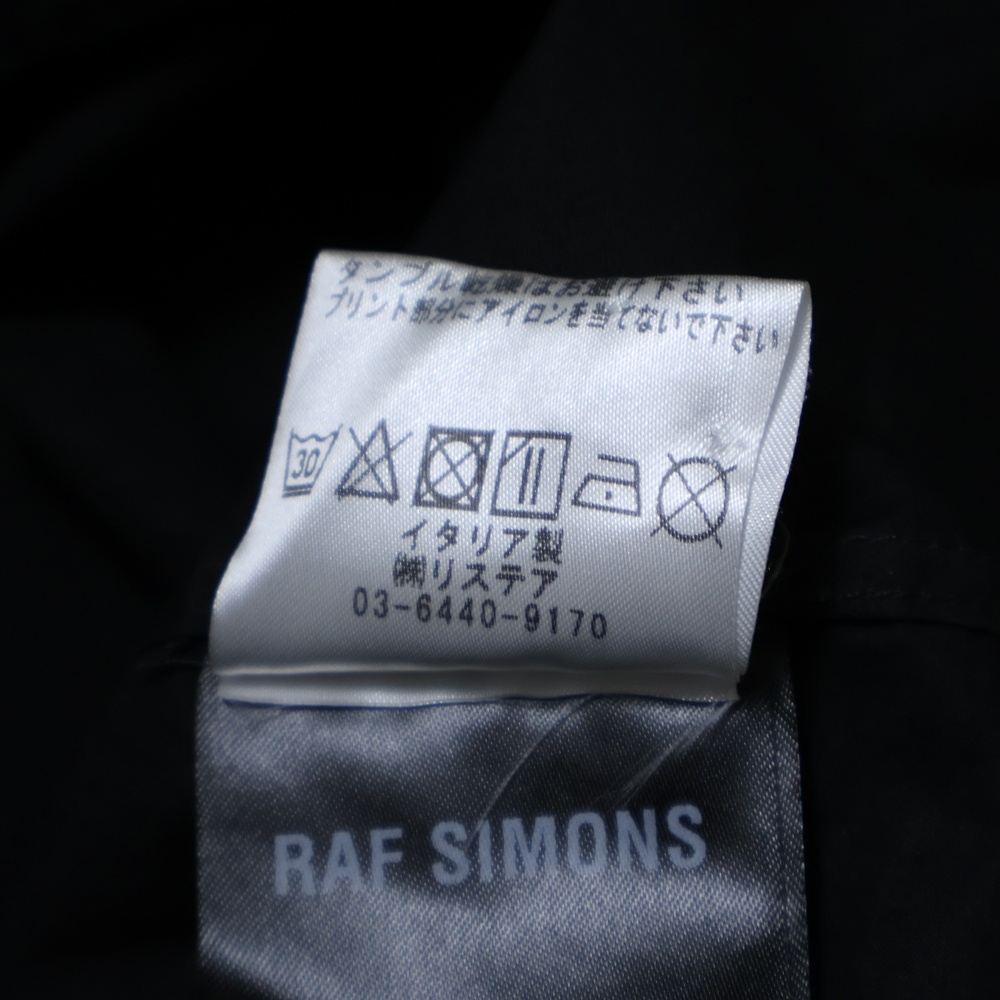 タンブル乾燥はお避け下さい
プリント部分にアイロンを当てないで下さい
30
イタリア製
㈱リステア
03-6440-9170
RAF SIMONS